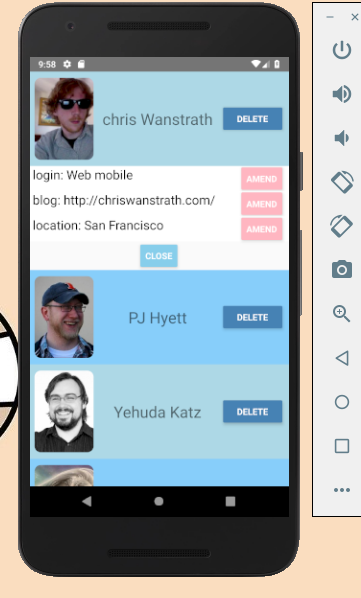 9:58
chris Wanstrath DELETE
login: Web mobile AMEND
blog: http://chriswanstrath.com/ AMEND
location: San Francisco AMEND
CLOSE
PJ Hyett DELETE
Yehuda Katz DELETE